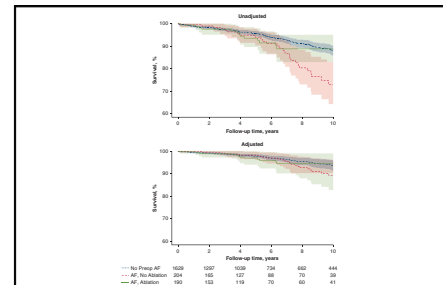 Unadjusted
100
90
80
70
60
Survival, %
0 2 4 6 8 10
Follow-up time, years
Adjusted
100
90
80
70
60
Survival, %
0 2 4 6 8 10
Follow-up time, years
No Preop AF 1629 1297 1039 734 662 444
AF, No Ablation 204 165 127 88 70 39
AF, Ablation 190 153 119 70 60 41